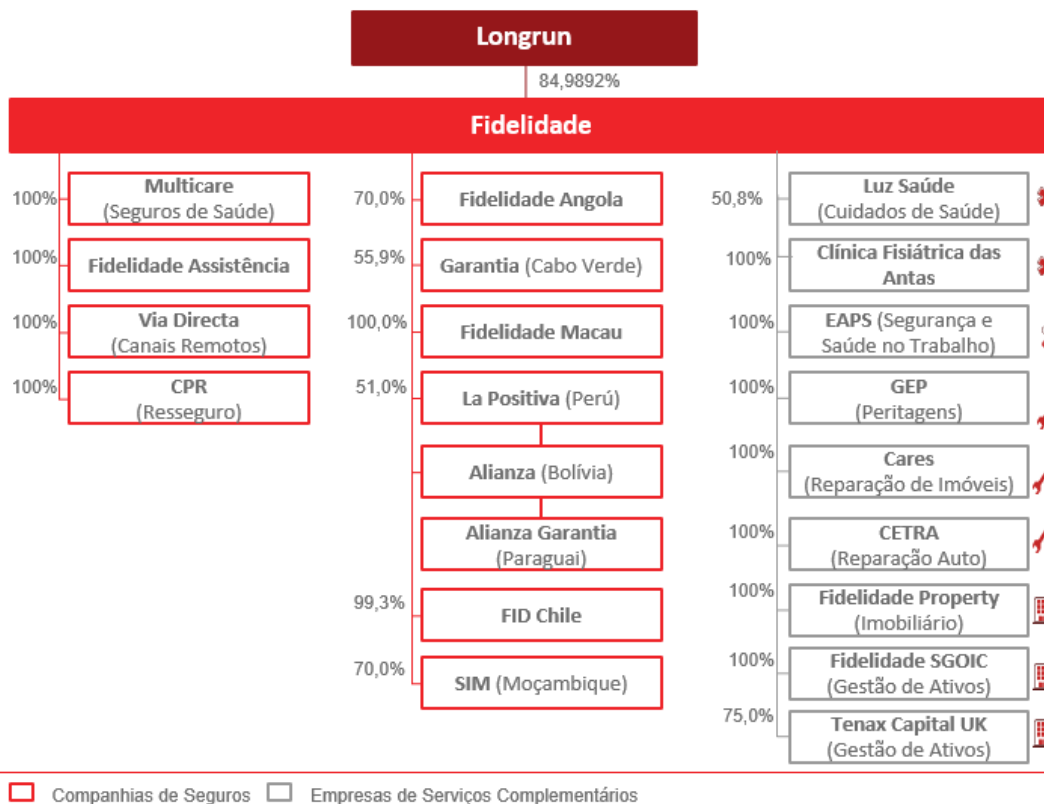 Longrun
84,9892%
Fidelidade
100%
Multicare
(Seguros de Saúde)
100%
Fidelidade Assistência
100%
Via Directa
(Canais Remotos)
100%
CPR
(Resseguro)
70,0%
Fidelidade Angola
55,9%
Garantia (Cabo Verde)
100,0%
Fidelidade Macau
51,0%
La Positiva (Perú)
Alianza (Bolívia)
Alianza Garantia
(Paraguai)
99,3%
FID Chile
70,0%
SIM (Moçambique)
50,8%
Luz Saúde
(Cuidados de Saúde)
100%
Clínica Fisiátrica das
Antas
100%
EAPS (Segurança e
Saúde no Trabalho)
100%
GEP
(Peritagens)
100%
Cares
(Reparação de Imóveis)
100%
CETRA
(Reparação Auto)
100%
Fidelidade Property
(Imobiliário)
100%
Fidelidade SGOIC
(Gestão de Ativos)
75,0%
Tenax Capital UK
(Gestão de Ativos)
Companhias de Seguros
Empresas de Serviços Complementários